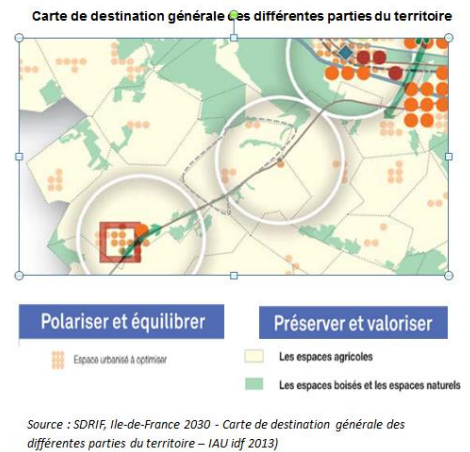 Carte de destination générale des différentes parties du territoire
Polariser et équilibrer
Espace urbanisé à optimiser
Préserver et valoriser
Les espaces agricoles
Les espaces boisés et les espaces naturels
Source : SDRIF, Ile-de-France 2030 - Carte de destination générale des
différentes parties du territoire – IAU idf 2013)